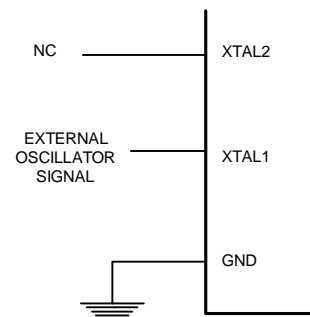 NC
XTAL2
EXTERNAL
OSCILLATOR
SIGNAL
XTAL1
GND